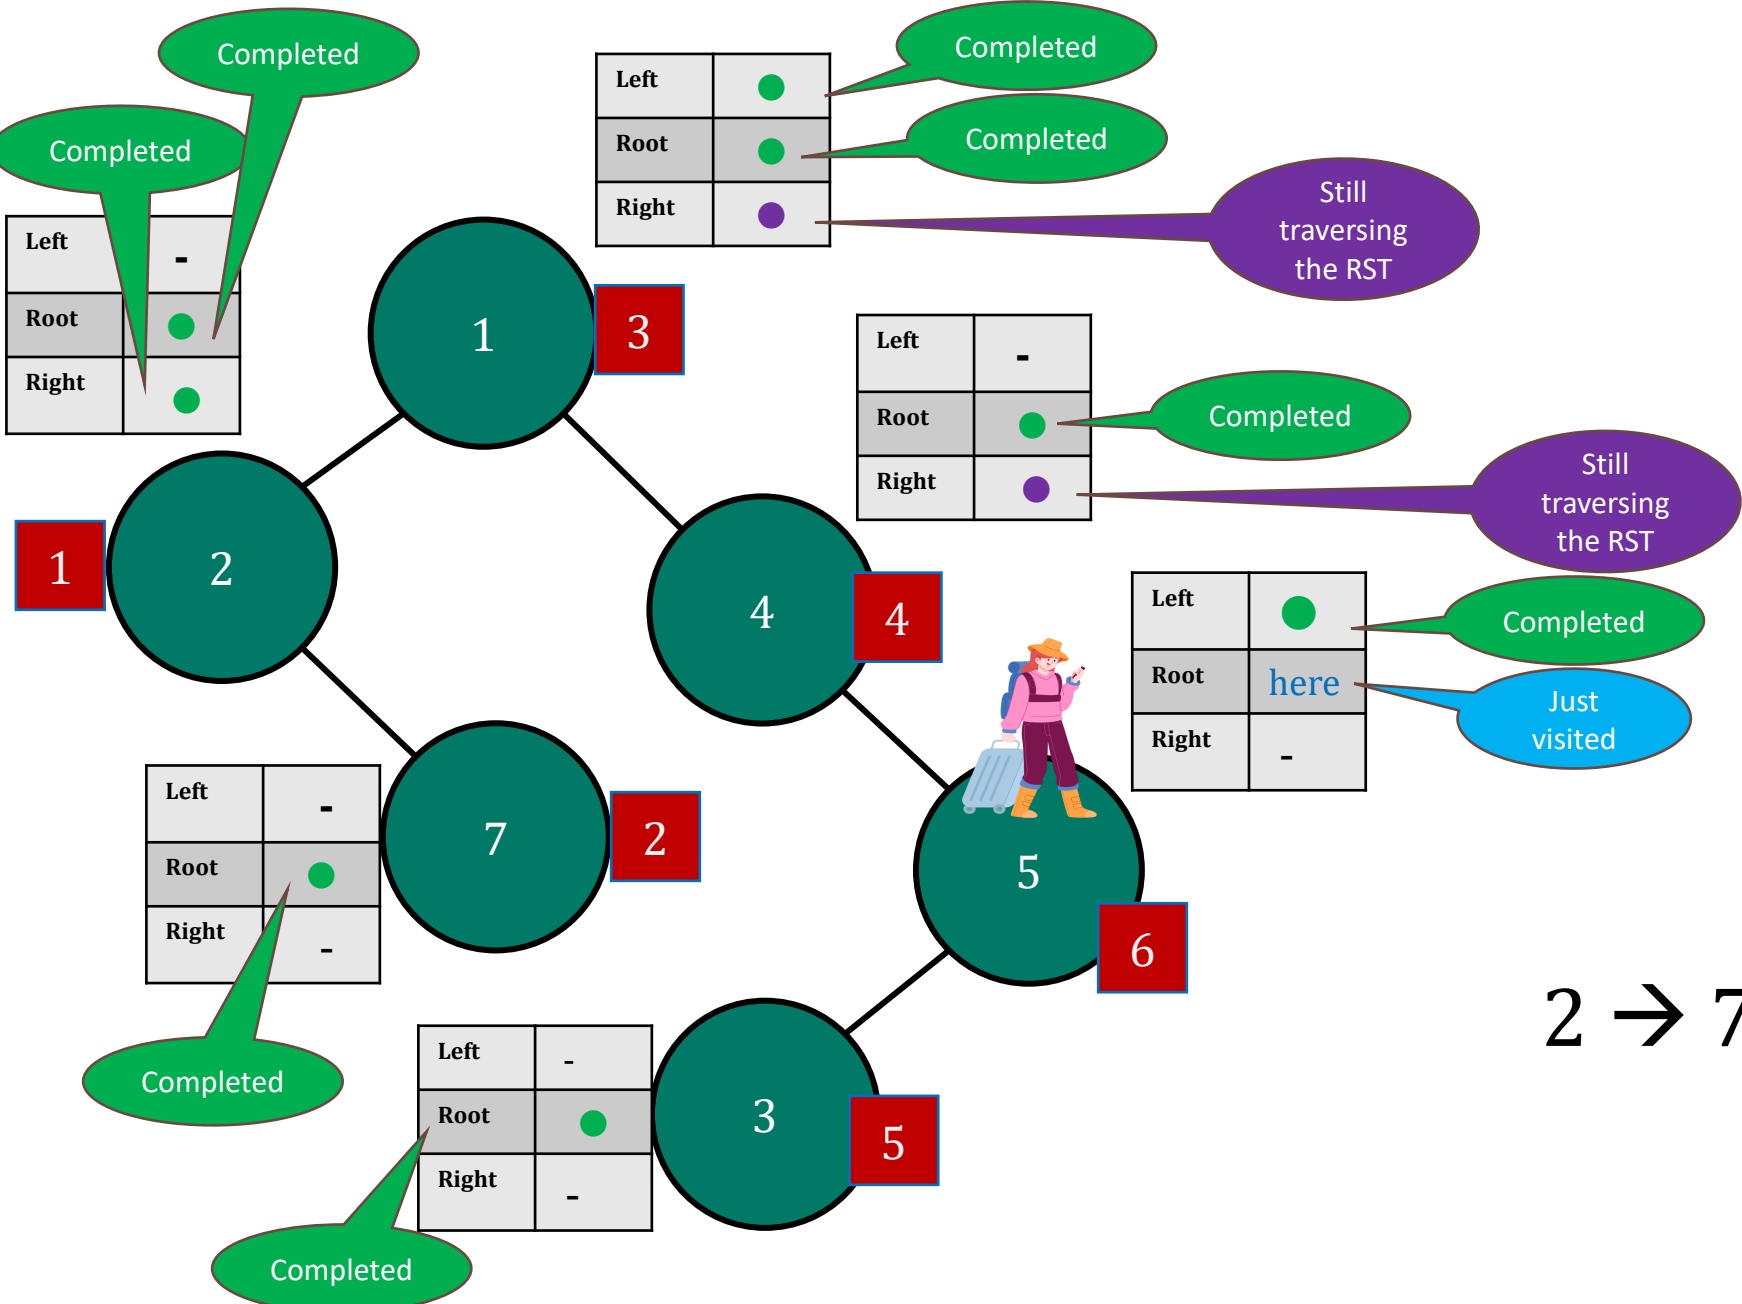 Completed
Completed
Left -
Root
Right
Left
Root
Right
Completed
Completed
Still
traversing
the RST
1
3
Left -
Root
Right
Completed
Still
traversing
the RST
1
2
4
4
Left
Root here
Right -
Completed
Just
visited
Left -
Root
Right -
Completed
7
2
5
6
2 → 7
Left -
Root
Right -
Completed
3
5